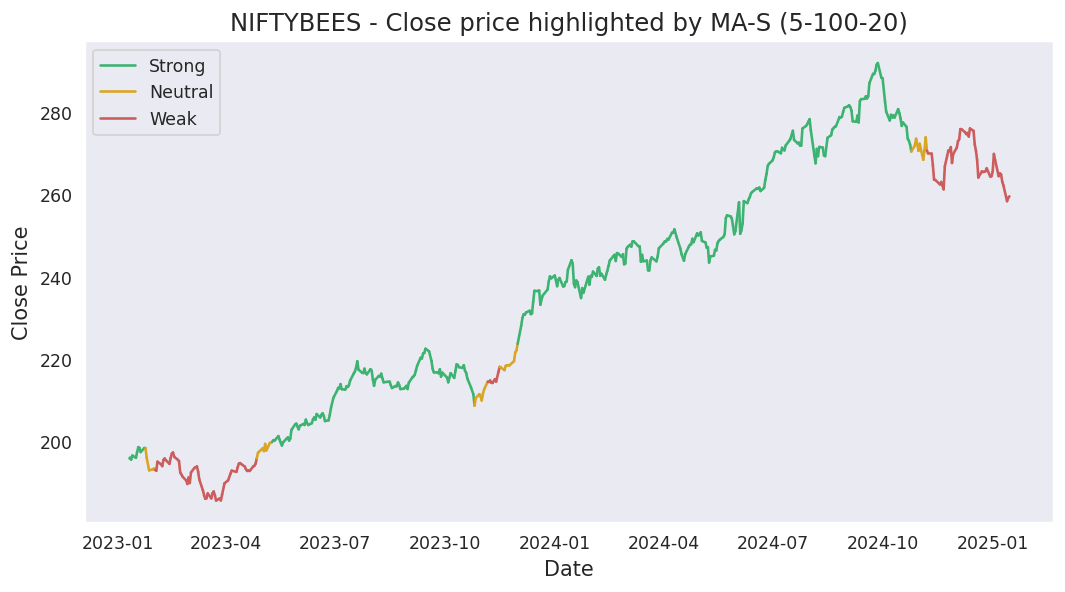 NIFTYBEES - Close price highlighted by MA-S (5-100-20)
Strong
Neutral
Weak
Close Price
280
260
240
220
200
2023-01 2023-04 2023-07 2023-10 2024-01 2024-04 2024-07 2024-10 2025-01
Date